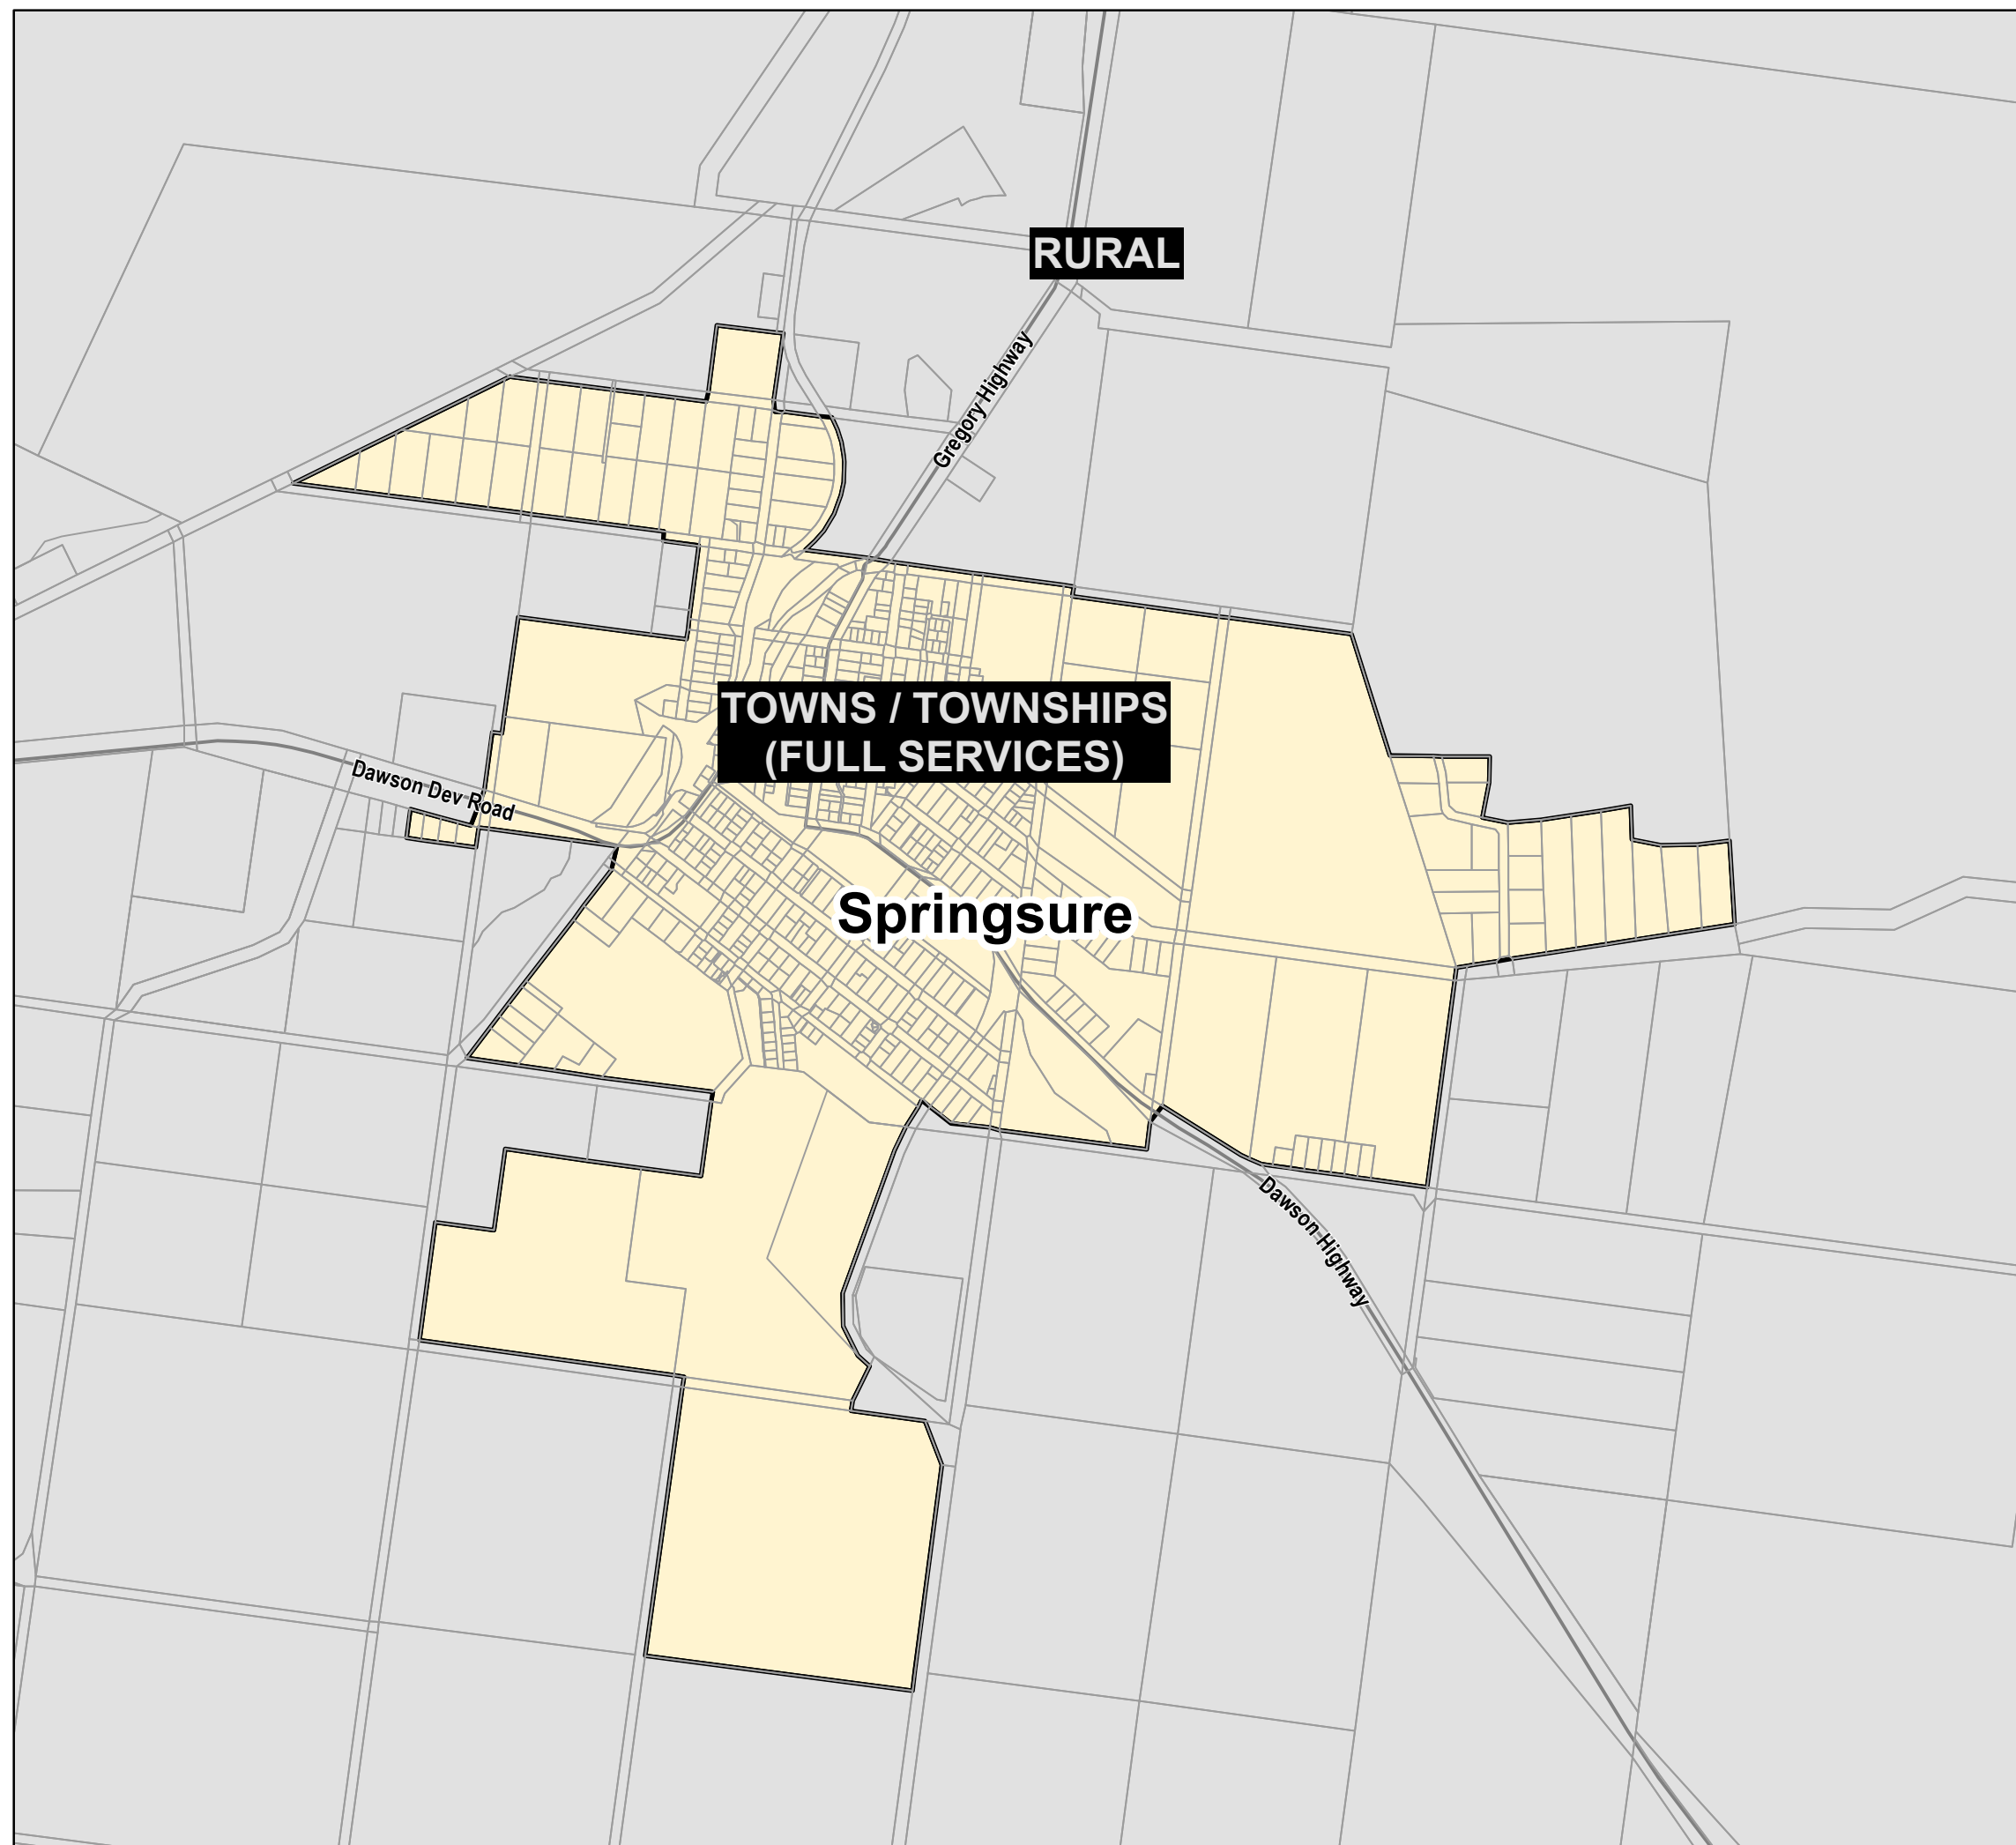 RURAL
Gregory Highway
TOWNS / TOWNSHIPS
(FULL SERVICES)
Dawson Dev Road
Springsure
Dawson Highway